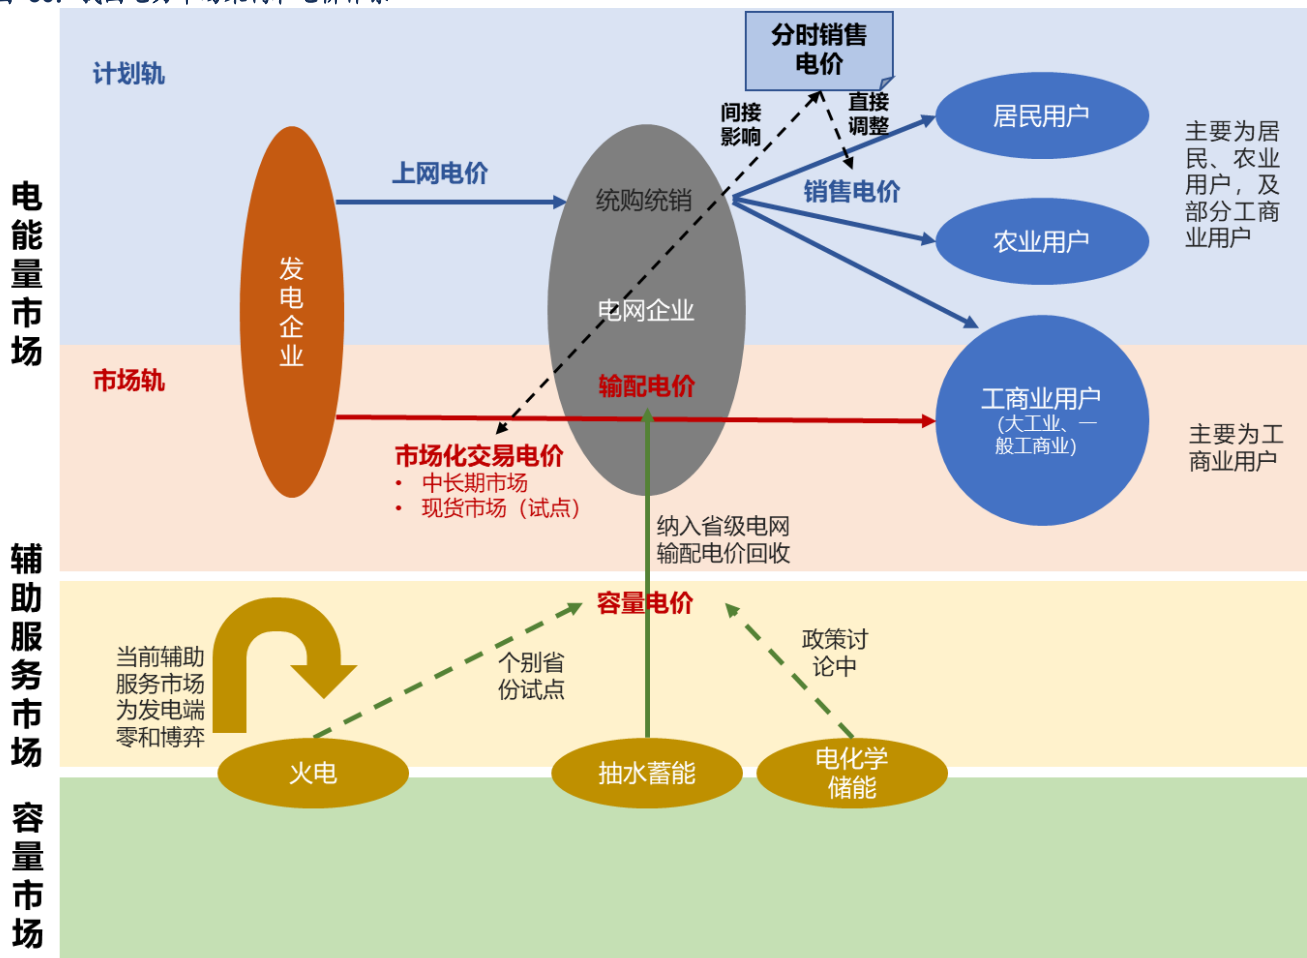 电能量市场
计划轨
分时销售
电价
间接
影响
直接
调整
居民用户
主要为居
民、农业
用户，及
部分工商
业用户
上网电价
统购统销
销售电价
农业用户
发电企业
电网企业
市场轨
输配电价
工商业用户
(大工业、一
般工商业)
主要为工
商业用户
市场化交易电价
• 中长期市场
• 现货市场（试点）
纳入省级电网
输配电价回收
辅助服务市场
容量电价
当前辅助
服务市场
为发电端
零和博弈
个别省
份试点
政策讨
论中
火电
抽水蓄能
电化学
储能
容量市场